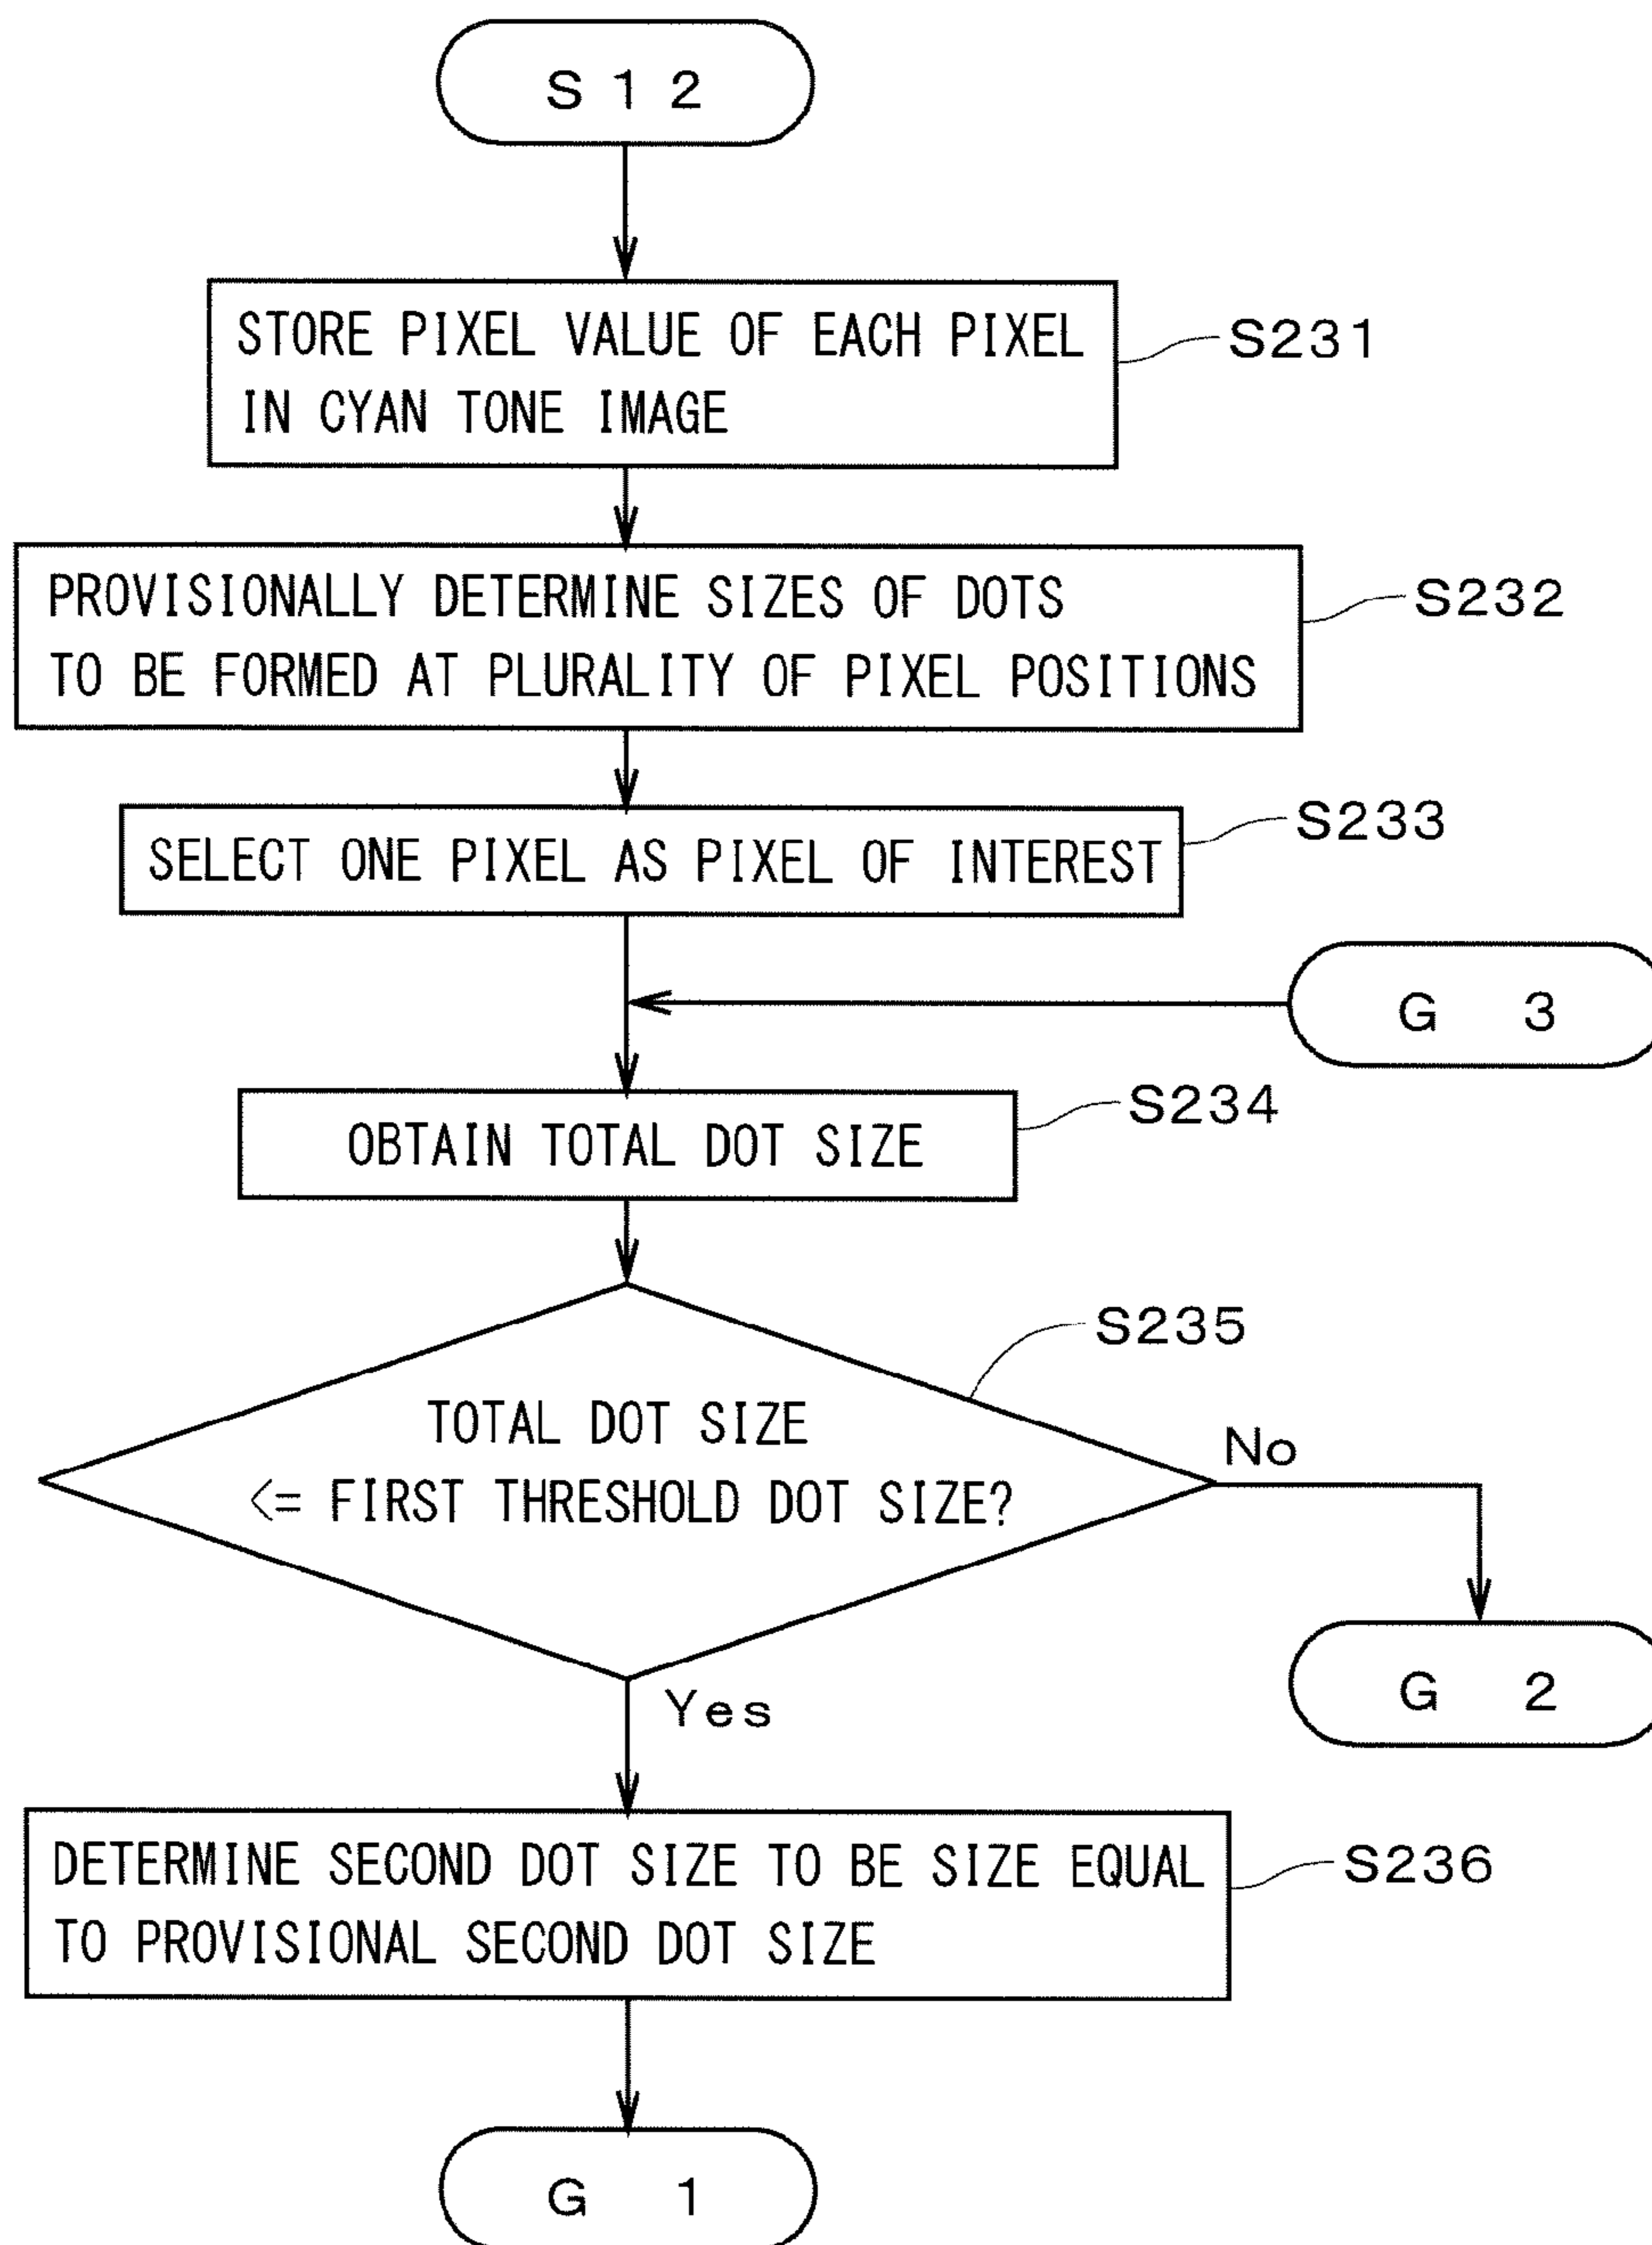 S 1 2
STORE PIXEL VALUE OF EACH PIXEL
IN CYAN TONE IMAGE
S231
PROVISIONALLY DETERMINE SIZES OF DOTS
TO BE FORMED AT PLURALITY OF PIXEL POSITIONS
S232
SELECT ONE PIXEL AS PIXEL OF INTEREST
S233
G 3
OBTAIN TOTAL DOT SIZE
S234
TOTAL DOT SIZE
<= FIRST THRESHOLD DOT SIZE?
S235
No
G 2
Yes
DETERMINE SECOND DOT SIZE TO BE SIZE EQUAL
TO PROVISIONAL SECOND DOT SIZE
S236
G 1